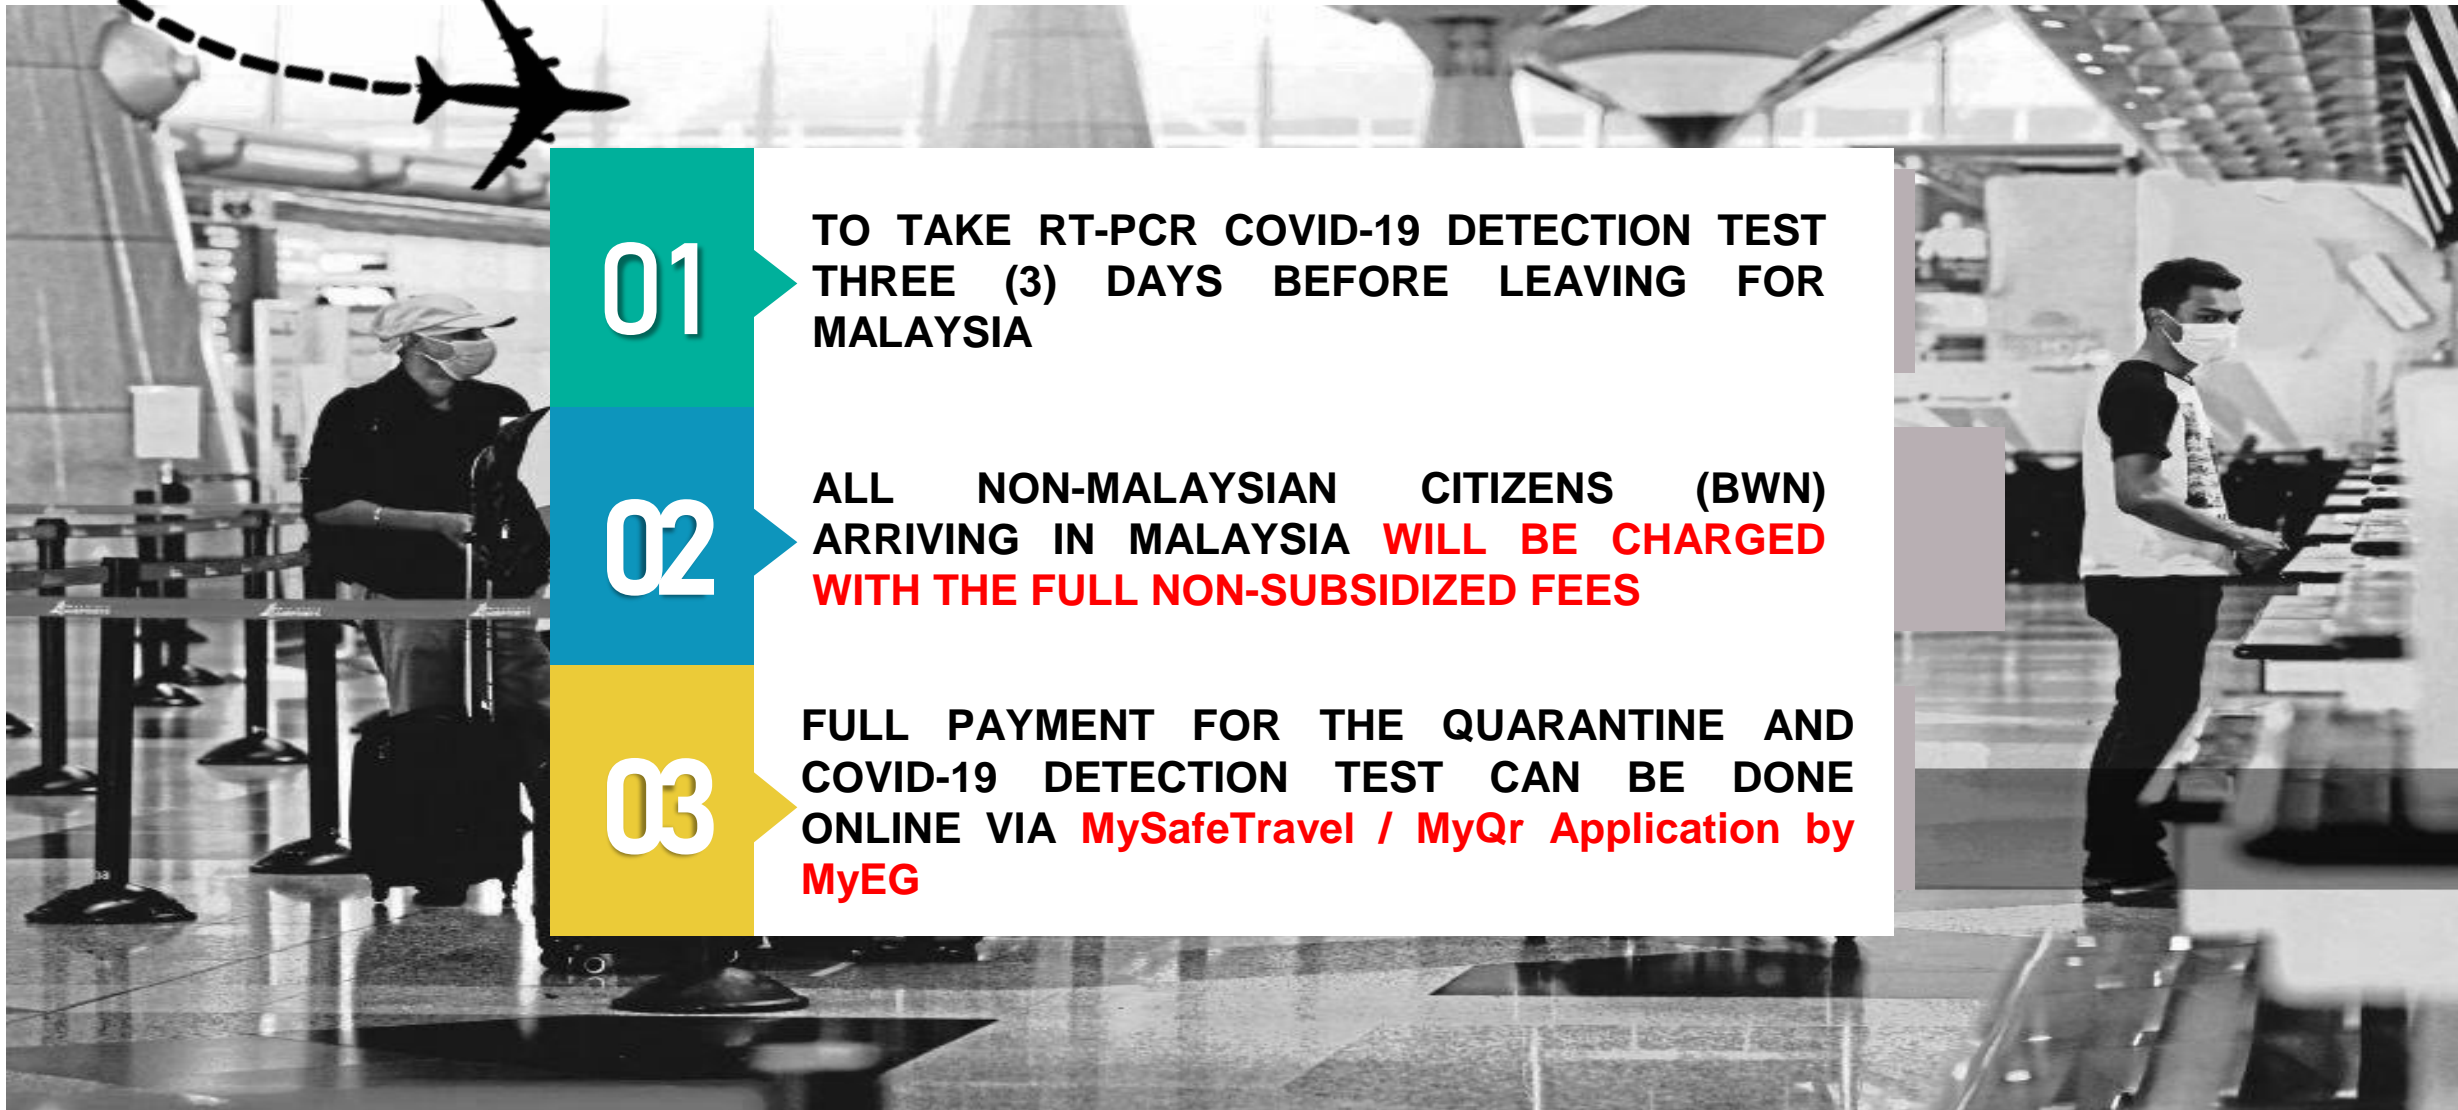 01
TO TAKE RT-PCR COVID-19 DETECTION TEST
THREE (3) DAYS BEFORE LEAVING FOR
MALAYSIA
02
ALL NON-MALAYSIAN CITIZENS (BWN)
ARRIVING IN MALAYSIA WILL BE CHARGED
WITH THE FULL NON-SUBSIDIZED FEES
03
FULL PAYMENT FOR THE QUARANTINE AND
COVID-19 DETECTION TEST CAN BE DONE
ONLINE VIA MySafeTravel / MyQr Application by
MyEG